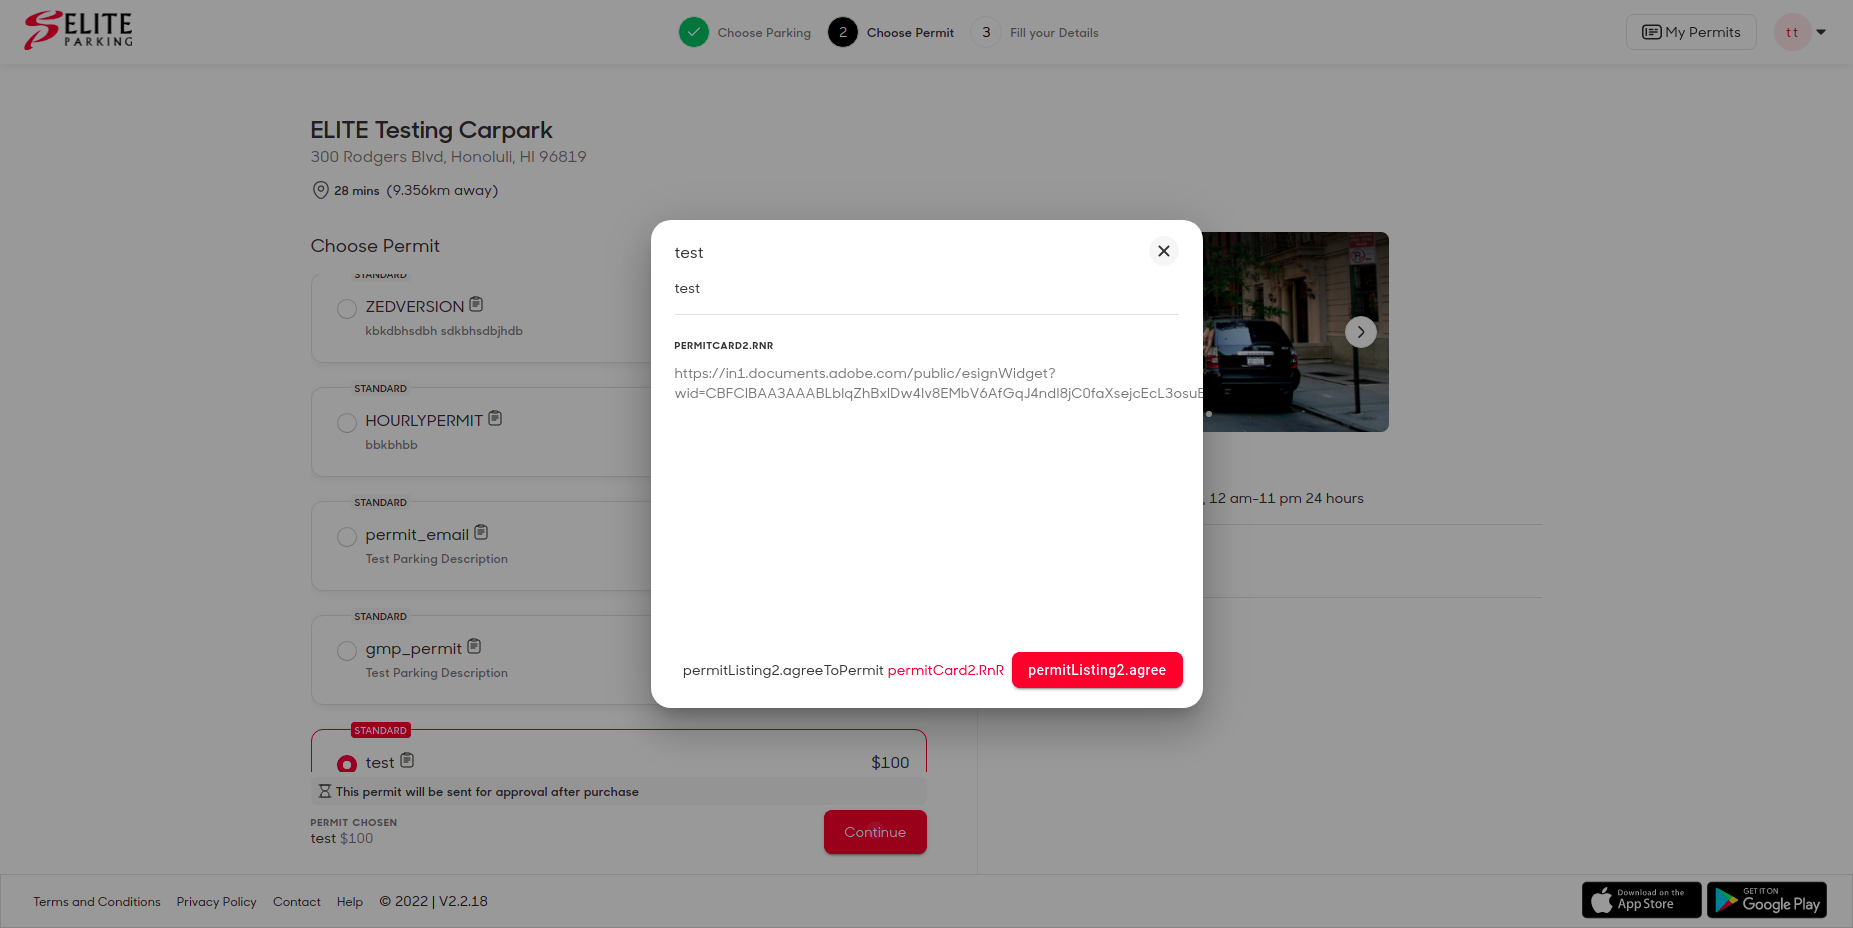 ELITE
PARKING
Choose Parking
2
Choose Permit
3
Fill your Details
My Permits
tt
ELITE Testing Carpark
300 Rodgers Blvd, Honoluli, HI 96819
28 mins (9.356km away)
Choose Permit
STANDARD
ZEDVERSION
kbkdbhsdbh sdkbhsdbjhdb
STANDARD
HOURLYPERMIT
bbkbhbb
STANDARD
permit_email
Test Parking Description
STANDARD
gmp_permit
Test Parking Description
STANDARD
test
$100
This permit will be sent for approval after purchase
PERMIT CHOSEN
test $100
Continue
test
test
PERMITCARD2.RNR
https://in1.documents.adobe.com/public/esignWidget?
permitListing2.agreeToPermit permitCard2.RnR
permitListing2.agree
, 12 am-11 pm 24 hours
Terms and Conditions
Privacy Policy
Contact
Help
© 2022 | V2.2.18
Download on the
App Store
GET IT ON
Google Play